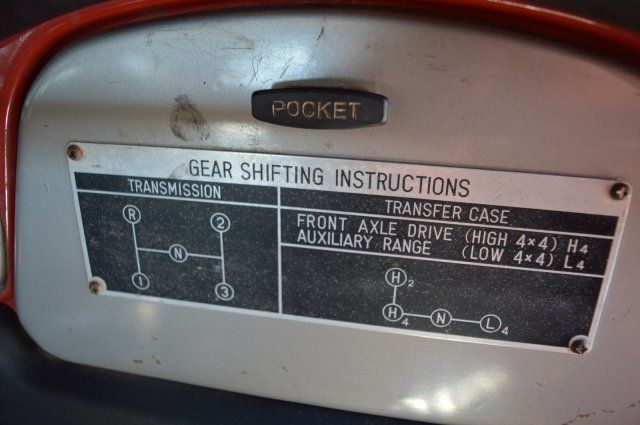 POCKET
GEAR SHIFTING INSTRUCTIONS
TRANSMISSION
R 2
N
1 3
TRANSFER CASE
FRONT AXLE DRIVE (HIGH 4×4) H4
AUXILIARY RANGE (LOW 4×4) L4
H2
H4 N L4